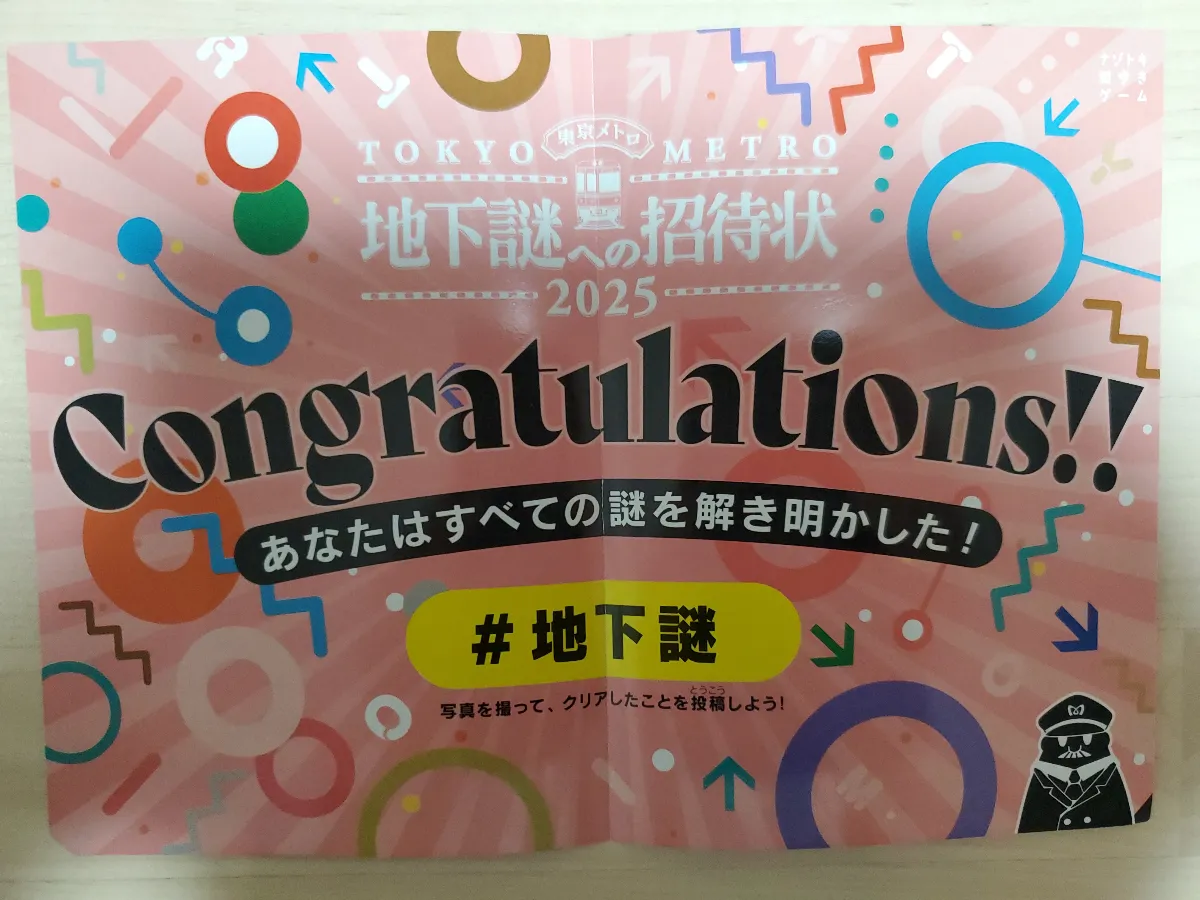 ナゾトキ
街歩き
ゲーム
東京メトロ
TOKYO METRO
地下謎への招待状
2025
Congratulations!!
あなたはすべての謎を解き明かした!
#地下謎
とうこう
写真を撮って、クリアしたことを投稿しよう!